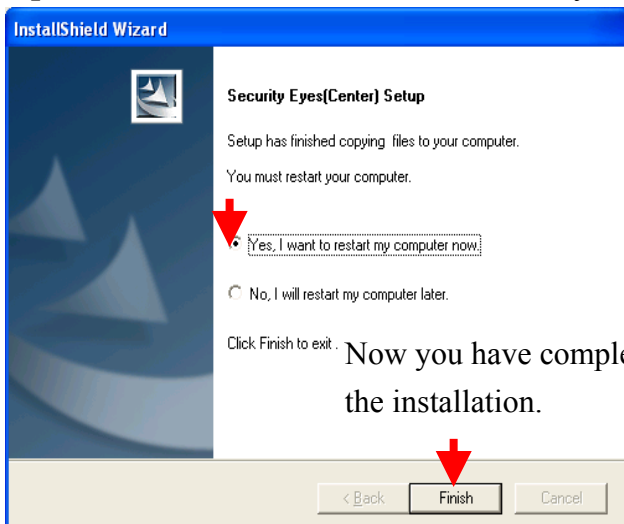 InstallShield Wizard
Security Eyes(Center) Setup
Setup has finished copying files to your computer.
You must restart your computer.
Yes, I want to restart my computer now.
No, I will restart my computer later.
Click Finish to exit .
Now you have comple
the installation.
< Back
Finish
Cancel